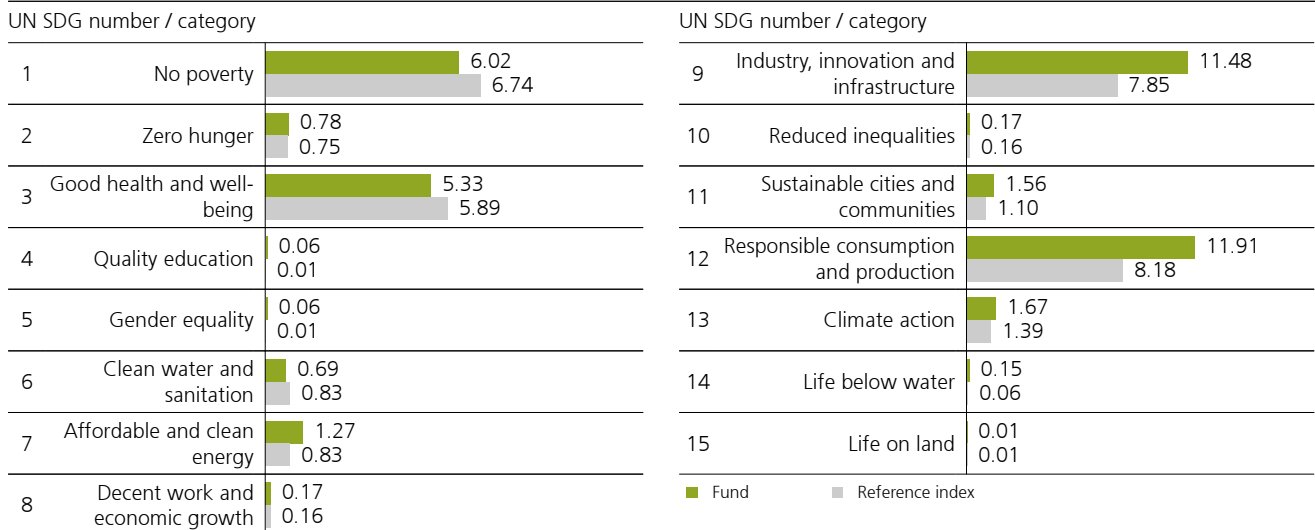 UN SDG number / category
1 No poverty 6.02
6.74
2 Zero hunger 0.78
0.75
3 Good health and well-
being 5.33
5.89
4 Quality education 0.06
0.01
5 Gender equality 0.06
0.01
6 Clean water and
sanitation 0.69
0.83
7 Affordable and clean
energy 1.27
0.83
8 Decent work and
economic growth 0.17
0.16
UN SDG number / category
9 Industry, innovation and
infrastructure 11.48
7.85
10 Reduced inequalities 0.17
0.16
11 Sustainable cities and
communities 1.56
1.10
12 Responsible consumption
and production 11.91
8.18
13 Climate action 1.67
1.39
14 Life below water 0.15
0.06
15 Life on land 0.01
0.01
Fund Reference index